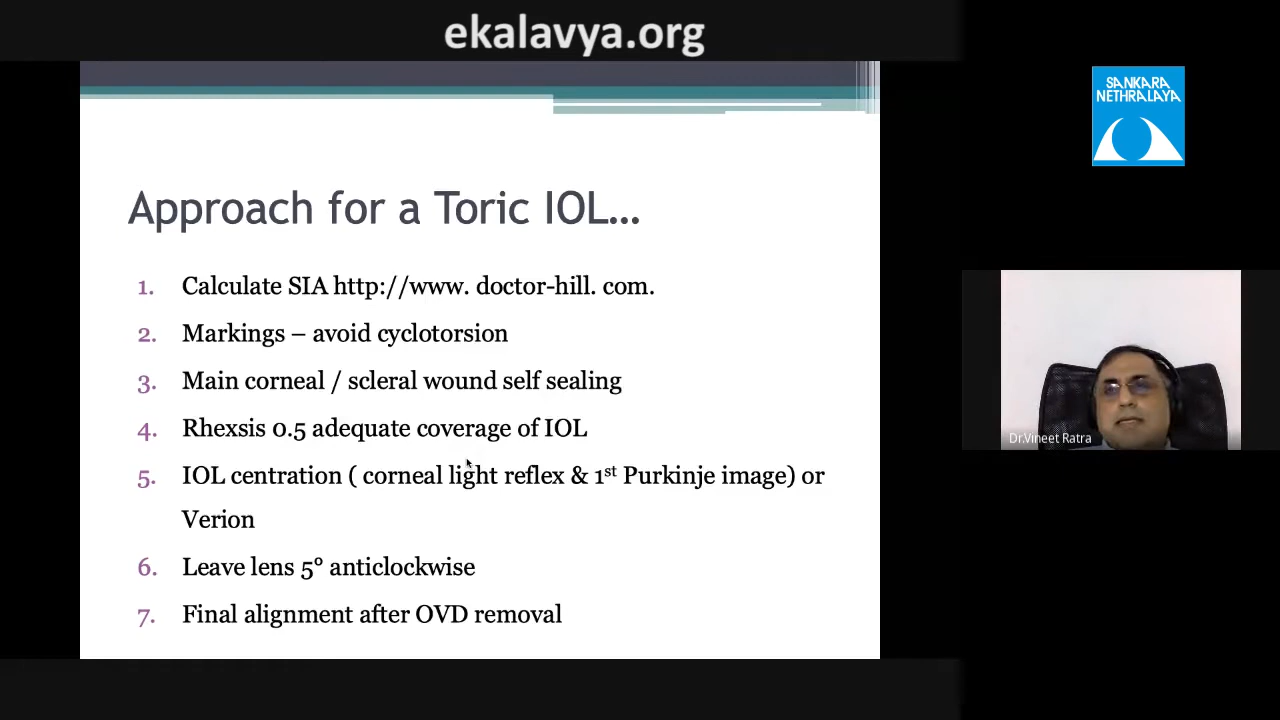 ekalavya.org
SANKARA
NETHRALAYA
Approach for a Toric IOL...
1. Calculate SIA http://www. doctor-hill. com.
2. Markings – avoid cyclotorsion
3. Main corneal / scleral wound self sealing
4. Rhexsis 0.5 adequate coverage of IOL
5. IOL centration ( corneal light reflex & 1st Purkinje image) or
Verion
6. Leave lens 5° anticlockwise
7. Final alignment after OVD removal
Dr.Vineet Ratra